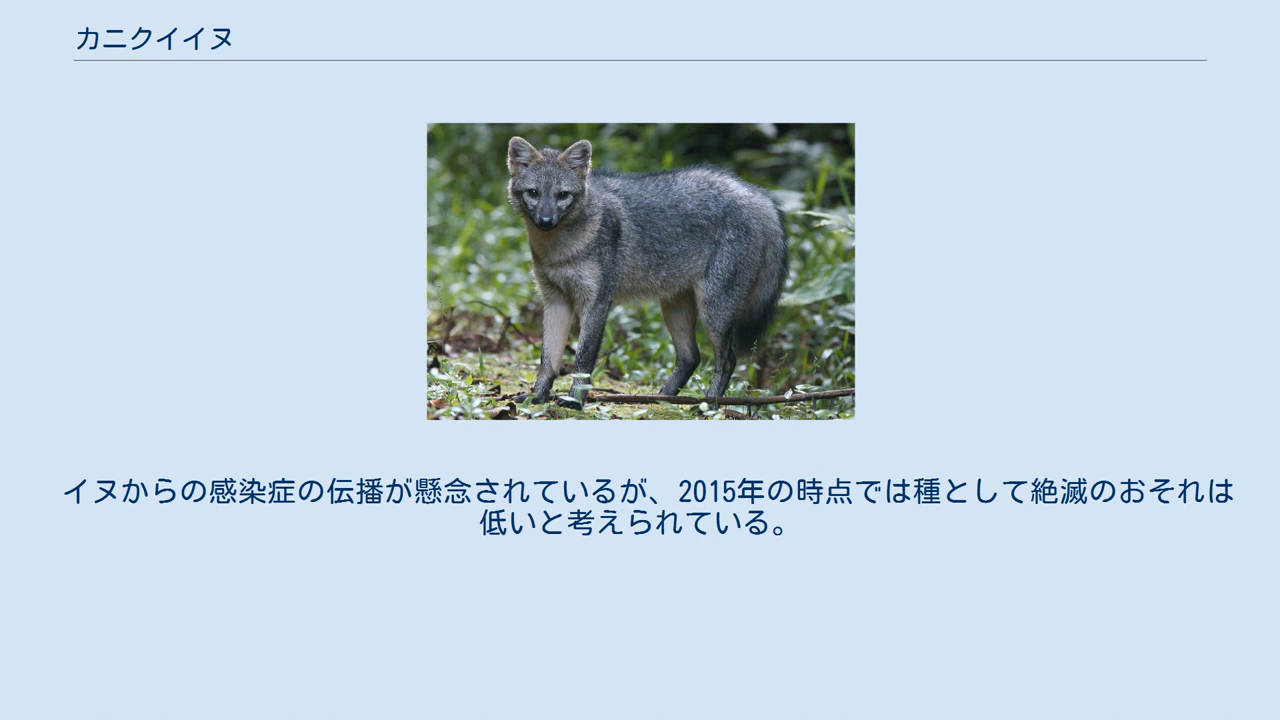 カニクイイヌ
イヌからの感染症の伝播が懸念されているが、2015年の時点では種として絶滅のおそれは
低いと考えられている。